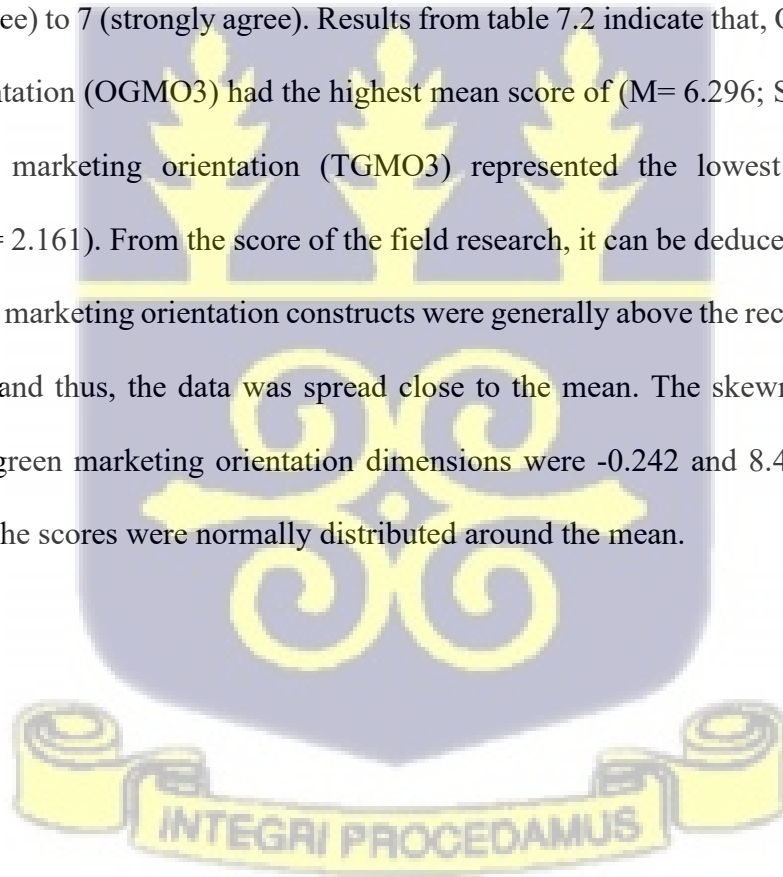 ee) to 7 (strongly agree). Results from table 7.2 indicate that,
ntation (OGMO3) had the highest mean score of (M= 6.296; S
marketing orientation (TGMO3) represented the lowest
= 2.161). From the score of the field research, it can be deduce
marketing orientation constructs were generally above the rec
and thus, the data was spread close to the mean. The skewn
green marketing orientation dimensions were -0.242 and 8.4
he scores were normally distributed around the mean.
INTEGRI PROCEDAMUS